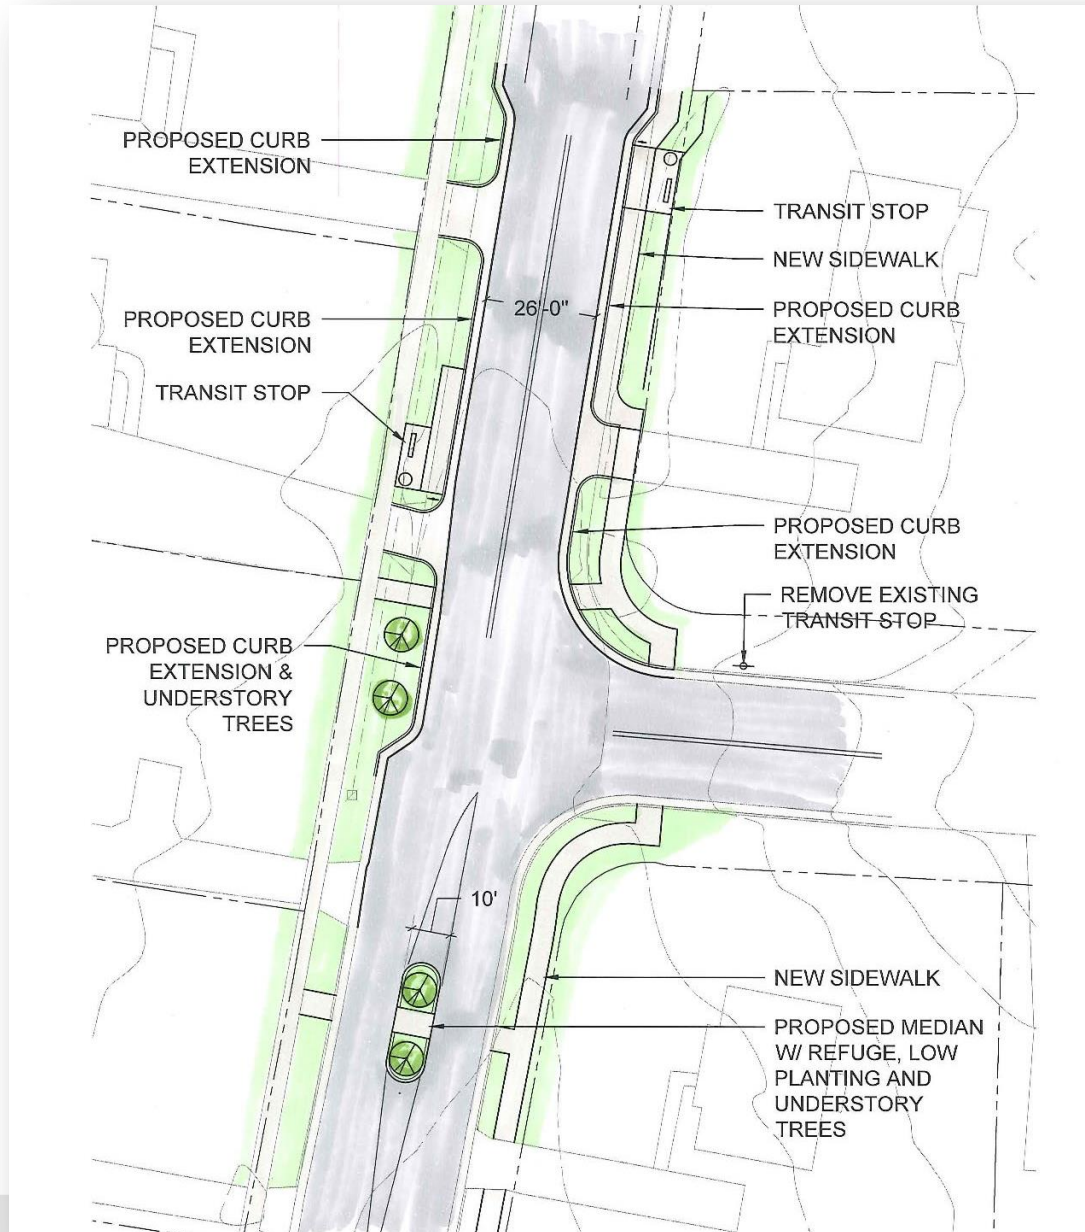 PROPOSED CURB
EXTENSION
TRANSIT STOP
NEW SIDEWALK
26'-0"
PROPOSED CURB
EXTENSION
PROPOSED CURB
EXTENSION
TRANSIT STOP
PROPOSED CURB
EXTENSION
REMOVE EXISTING
TRANSIT STOP
PROPOSED CURB
EXTENSION &
UNDERSTORY
TREES
10'
NEW SIDEWALK
PROPOSED MEDIAN
W/ REFUGE, LOW
PLANTING AND
UNDERSTORY
TREES